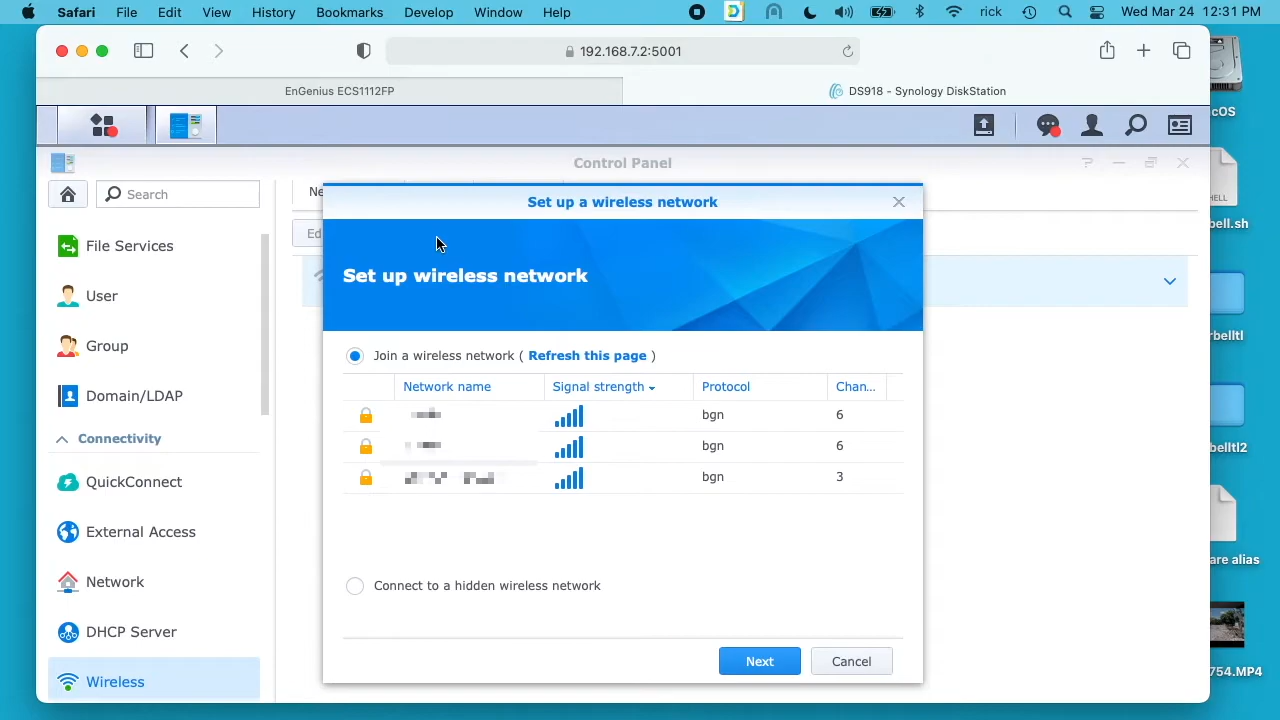 Safari File Edit View History Bookmarks Develop Window Help rick Wed Mar 24 12:31 PM
192.168.7.2:5001
EnGenius ECS1112FP DS918 - Synology DiskStation
Control Panel
Search
File Services
User
Group
Domain/LDAP
Connectivity
QuickConnect
External Access
Network
DHCP Server
Wireless
Set up a wireless network
Set up wireless network
Join a wireless network ( Refresh this page )
Network name Signal strength Protocol Chan...
bgn 6
bgn 6
bgn 3
Connect to a hidden wireless network
Next Cancel
cOS
HELL
bell.sh
rbelltl
belltl2
are alias
754.MP4